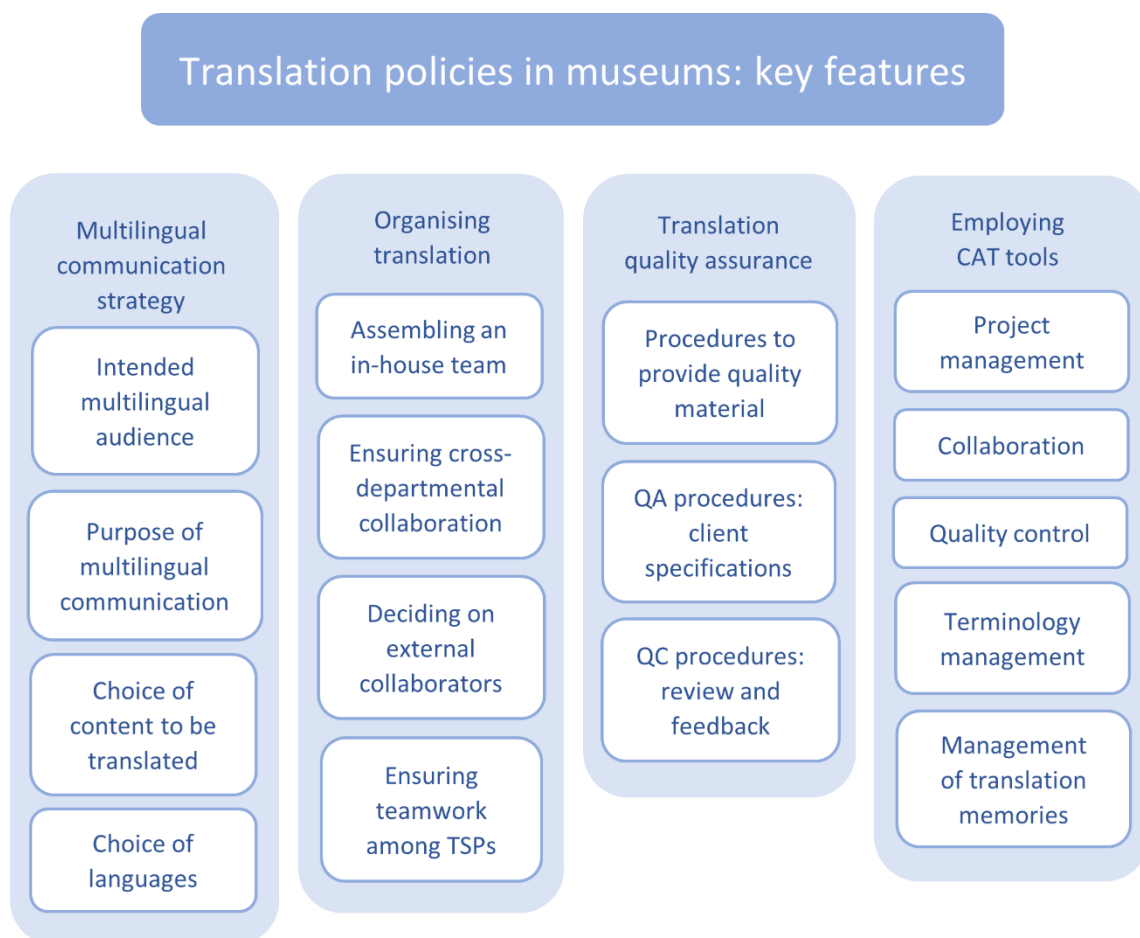 Translation policies in museums: key features
Multilingual
communication
strategy
Intended
multilingual
audience
Purpose of
multilingual
communication
Choice of
content to be
translated
Choice of
languages
Organising
translation
Assembling an
in-house team
Ensuring cross-
departmental
collaboration
Deciding on
external
collaborators
Ensuring
teamwork
among TSPs
Translation
quality assurance
Procedures to
provide quality
material
QA procedures:
client
specifications
QC procedures:
review and
feedback
Employing
CAT tools
Project
management
Collaboration
Quality control
Terminology
management
Management
of translation
memories